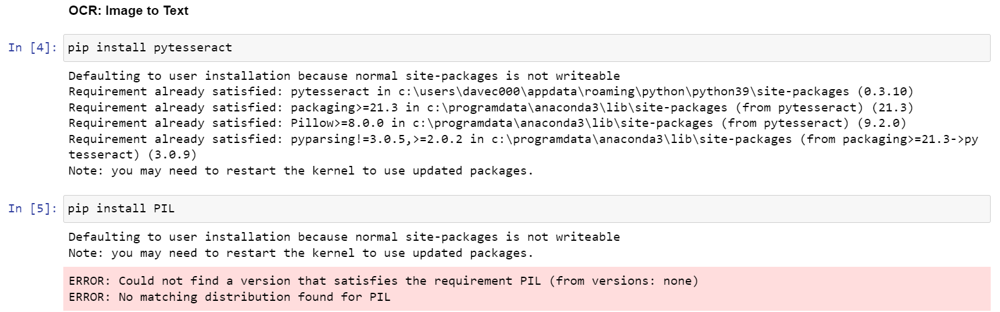 OCR: Image to Text
In [4]: pip install pytesseract
Defaulting to user installation because normal site-packages is not writeable
Requirement already satisfied: pytesseract in c:\users\davec000\appdata\roaming\python\python39\site-packages (0.3.10)
Requirement already satisfied: packaging>=21.3 in c:\programdata\anaconda3\lib\site-packages (from pytesseract) (21.3)
Requirement already satisfied: Pillow>=8.0.0 in c:\programdata\anaconda3\lib\site-packages (from pytesseract) (9.2.0)
Requirement already satisfied: pyparsing!=3.0.5,>=2.0.2 in c:\programdata\anaconda3\lib\site-packages (from packaging>=21.3->py
tesseract) (3.0.9)
Note: you may need to restart the kernel to use updated packages.
In [5]: pip install PIL
Defaulting to user installation because normal site-packages is not writeable
Note: you may need to restart the kernel to use updated packages.
ERROR: Could not find a version that satisfies the requirement PIL (from versions: none)
ERROR: No matching distribution found for PIL